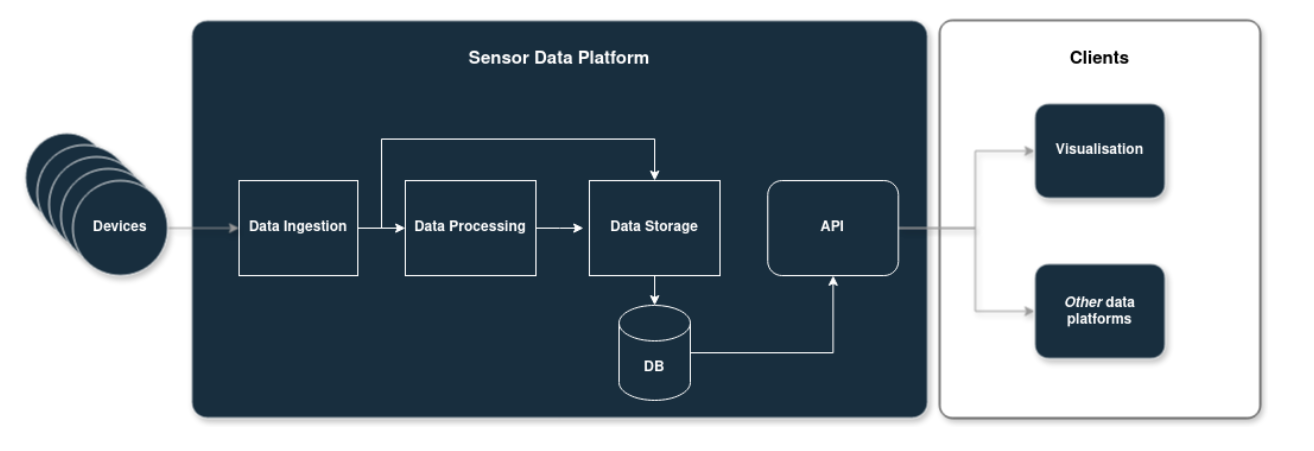 Sensor Data Platform
Clients
Devices
Data Ingestion
Data Processing
Data Storage
API
DB
Visualisation
Other data
platforms